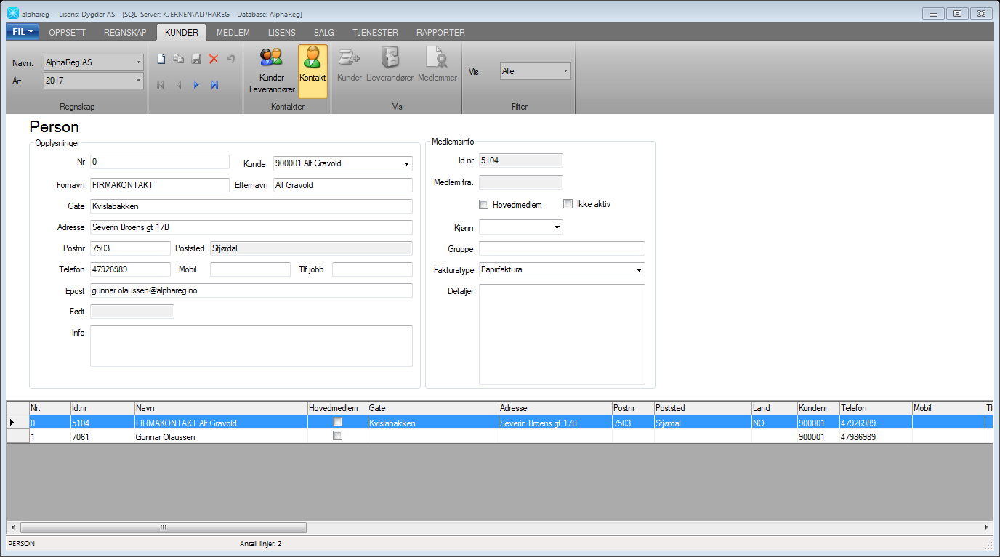 alphareg - Lisens: Dygder AS - [SQL-Server: KJERNEN\ALPHAREG - Database: AlphaReg]
FIL OPPSETT REGNSKAP KUNDER MEDLEM LISENS SALG TJENESTER RAPPORTER
Navn: AlphaReg AS
År: 2017
Regnskap
Kunder
Leverandører
Kontakt
Kontakter
Kunder Lleverandører Medlemmer
Vis
Vis Alle
Filter
Person
Opplysninger
Nr 0 Kunde 900001 Alf Gravold
Fornavn FIRMAKONTAKT Etternavn Alf Gravold
Gate Kvislabakken
Adresse Severin Broens gt 17B
Postnr 7503 Poststed Stjørdal
Telefon 47926989 Mobil Tlf.jobb
Epost gunnar.olaussen@alphareg.no
Født
Info
Medlemsinfo
Id.nr 5104
Medlem fra.
Hovedmedlem Ikke aktiv
Kjønn
Gruppe
Fakturatype Papirfaktura
Detaljer
Nr. Id.nr Navn Hovedmedlem Gate Adresse Postnr Poststed Land Kundenr Telefon Mobil
0 5104 FIRMAKONTAKT Alf Gravold Kvislabakken Severin Broens gt 17B 7503 Stjørdal NO 900001 47926989
1 7061 Gunnar Olaussen 900001 47986989
PERSON Antall linjer: 2